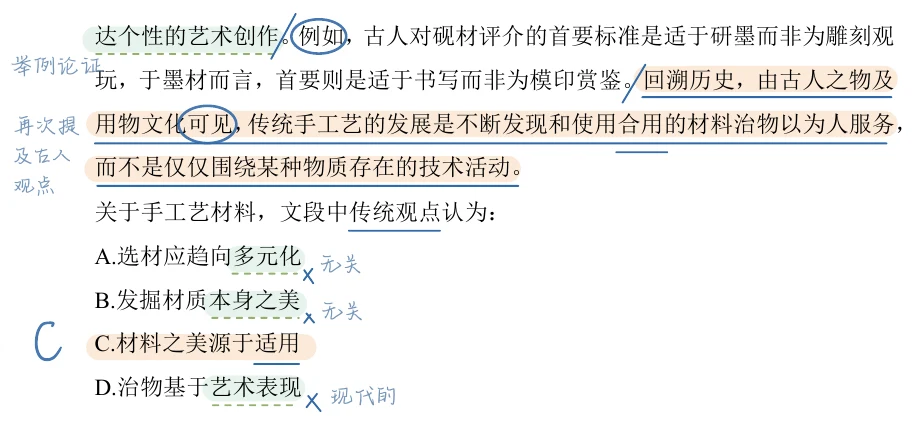 达个性的艺术创作。例如，古人对砚材评介的首要标准是适于研墨而非为雕刻观
举例论证
玩，于墨材而言，首要则是适于书写而非为模印赏鉴。回溯历史，由古人之物及
再次提
及古人
观点
用物文化可见，传统手工艺的发展是不断发现和使用合用的材料治物以为人服务，
而不是仅仅围绕某种物质存在的技术活动。
关于手工艺材料，文段中传统观点认为：
A.选材应趋向多元化 × 无关
B.发掘材质本身之美 × 无关
C C.材料之美源于适用
D.治物基于艺术表现 × 现代的